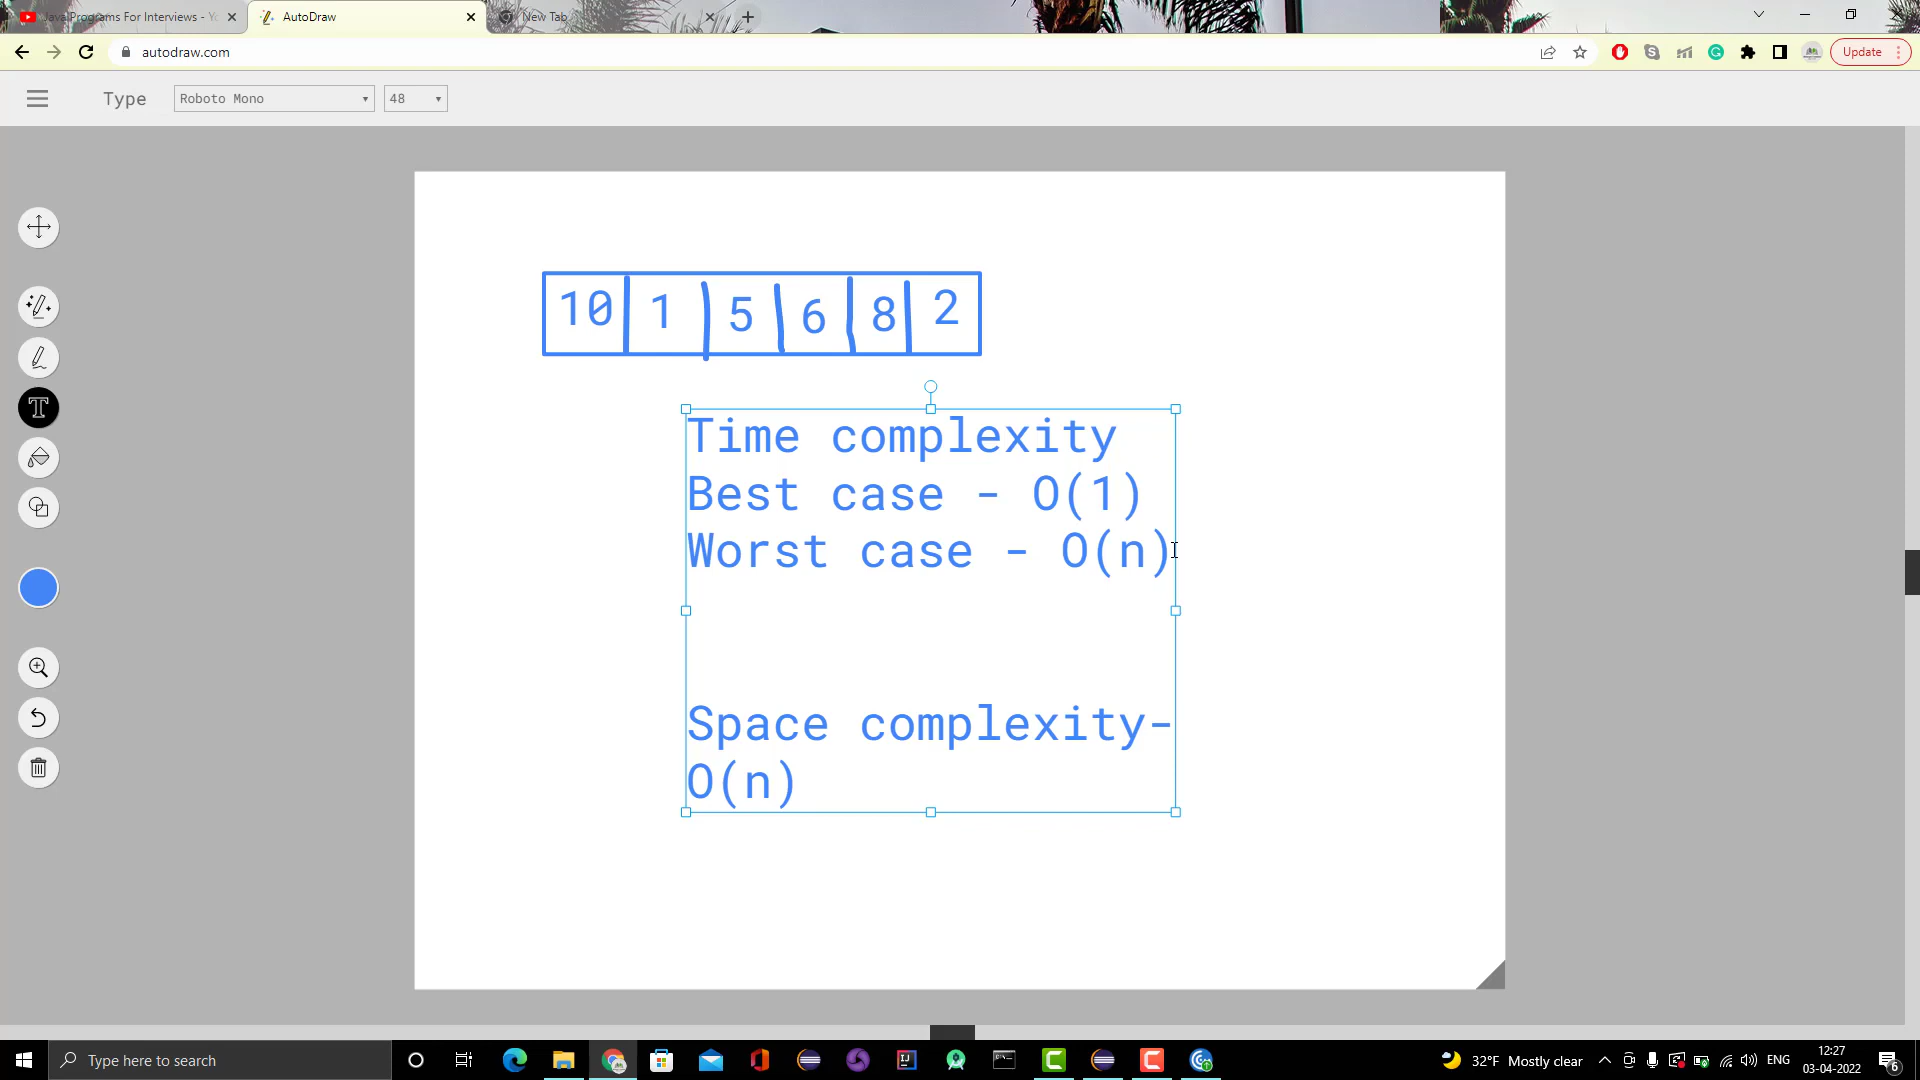 Java Programs For Interviews - Yo
AutoDraw
New Tab
autodraw.com
Update
Type
Roboto Mono
48
10 1 5 6 8 2
Time complexity
Best case - O(1)
Worst case - O(n)
Space complexity-
O(n)
Type here to search
32°F Mostly clear
ENG
12:27
03-04-2022
6